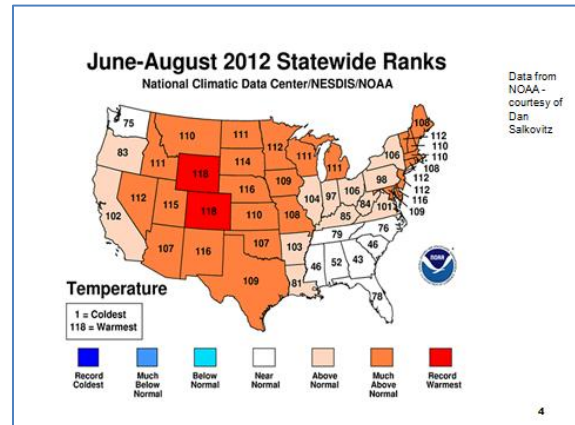 June-August 2012 Statewide Ranks
National Climatic Data Center/NESDIS/NOAA
Data from
NOAA -
courtesy of
Dan
Salkovitz
75
110
111
112
108
83
111
118
114
111
111
106
112
110
110
108
112
112
116
109
102
112
115
118
116
109
104
97
106
98
84
101
110
108
85
76
107
116
107
103
79
46
109
81
46
52
43
78
NOAA
Temperature
1 = Coldest
118 = Warmest
Record
Coldest
Much
Below
Normal
Below
Normal
Near
Normal
Above
Normal
Much
Above
Normal
Record
Warmest
4